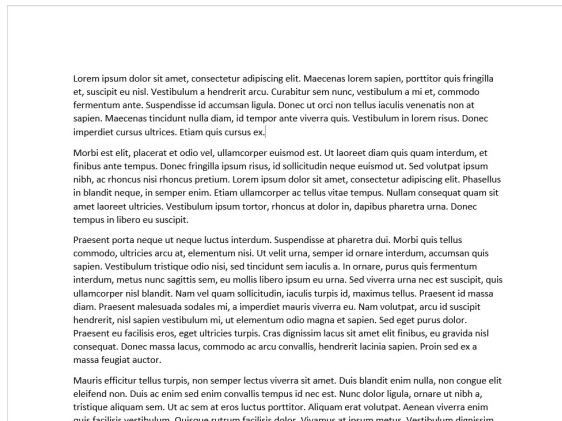 Lorem ipsum dolor sit amet, consectetur adipiscing elit. Maecenas lorem sapien, porttitor quis fringilla
et, suscipit eu nisl. Vestibulum a hendrerit arcu. Curabitur sem nunc, vestibulum a mi et, commodo
fermentum ante. Suspendisse id accumsan ligula. Donec ut orci non tellus iaculis venenatis non at
sapien. Maecenas tincidunt nulla diam, id tempor ante viverra quis. Vestibulum in lorem risus. Donec
imperdiet cursus ultrices. Etiam quis cursus ex.
Morbi est elit, placerat et odio vel, ullamcorper euismod est. Ut laoreet diam quis quam interdum, et
finibus ante tempus. Donec fringilla ipsum risus, id sollicitudin neque euismod ut. Sed volutpat ipsum
nibh, ac rhoncus nisi rhoncus pretium. Lorem ipsum dolor sit amet, consectetur adipiscing elit. Phasellus
in blandit neque, in semper enim. Etiam ullamcorper ac tellus vitae tempus. Nullam consequat quam sit
amet laoreet ultricies. Vestibulum ipsum tortor, rhoncus at dolor in, dapibus pharetra urna. Donec
tempus in libero eu suscipit.
Praesent porta neque ut neque luctus interdum. Suspendisse at pharetra dui. Morbi quis tellus
commodo, ultricies arcu at, elementum nisi. Ut velit urna, semper id ornare interdum, accumsan quis
sapien. Vestibulum tristique odio nisi, sed tincidunt sem iaculis a. In ornare, purus quis fermentum
interdum, metus nunc sagittis sem, eu mollis libero ipsum eu urna. Sed viverra urna nec est suscipit, quis
ullamcorper nisl blandit. Nam vel quam sollicitudin, iaculis turpis id, maximus tellus. Praesent id massa
diam. Praesent malesuada sodales mi, a imperdiet mauris viverra eu. Nam volutpat, arcu id suscipit
hendrerit, nisl sapien vestibulum mi, ut elementum odio magna et sapien. Sed eget purus dolor.
Praesent eu facilisis eros, eget ultricies turpis. Cras dignissim lacus sit amet elit finibus, eu gravida nisl
consequat. Donec massa lacus, commodo ac arcu convallis, hendrerit lacinia sapien. Proin sed ex a
massa feugiat auctor.
Mauris efficitur tellus turpis, non semper lectus viverra sit amet. Duis blandit enim nulla, non congue elit
eleifend non. Duis ac enim sed enim convallis tempus id nec est. Nunc dolor ligula, ornare ut nibh a,
tristique aliquam sem. Ut ac sem at eros luctus porttitor. Aliquam erat volutpat. Aenean viverra enim
quis facilisis vestibulum. Quisque rutrum facilisis dolor. Vivamus at ipsum metus. Vestibulum dignissim